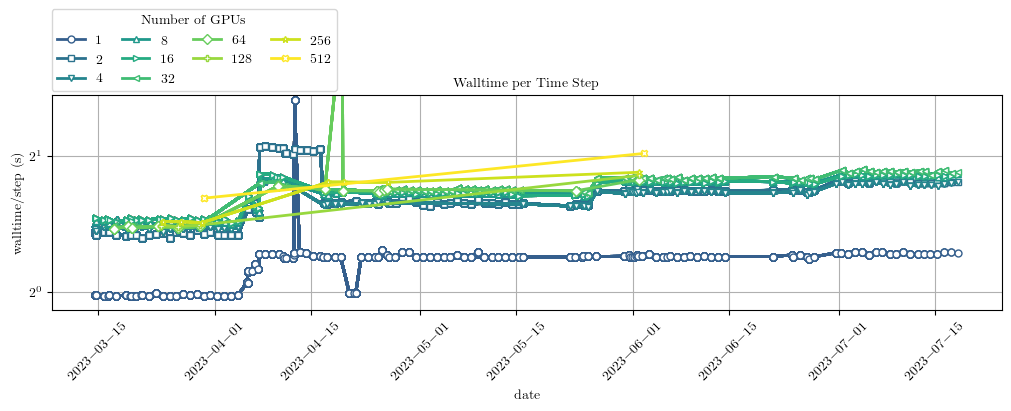 Number of GPUs
1 8 64 256
2 16 128 512
4 32
Walltime per Time Step
walltime/step (s)
2^1
2^0
2023−03−15 2023−04−01 2023−04−15 2023−05−01 2023−05−15 2023−06−01 2023−06−15 2023−07−01 2023−07−15
date